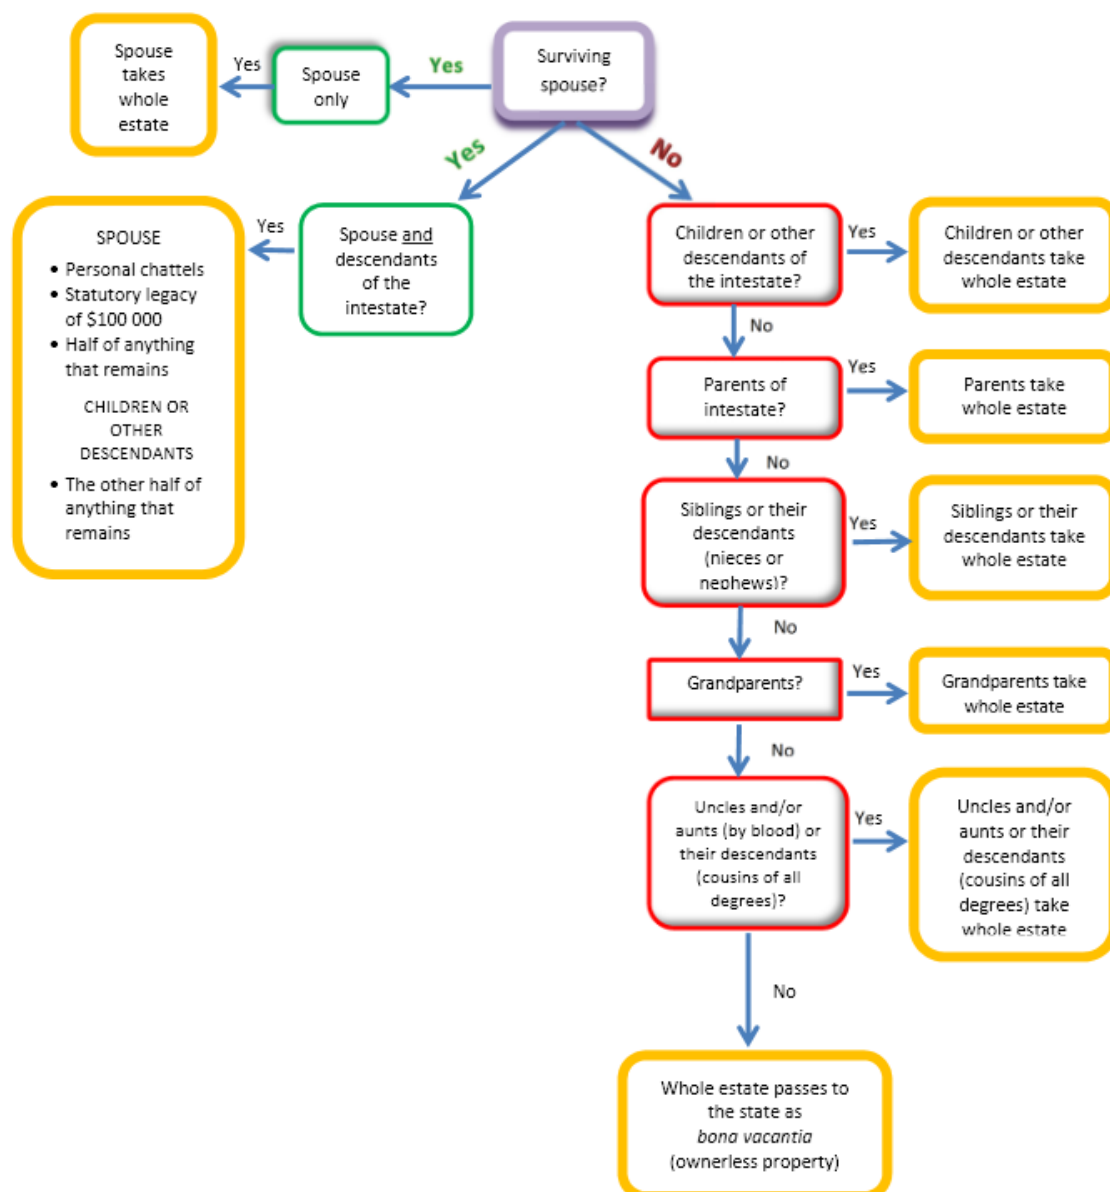 Surviving
spouse?
Yes
Spouse
only
Yes
Spouse
takes
whole
estate
Yes
No
Spouse and
descendants
of the
intestate?
Yes
SPOUSE
• Personal chattels
• Statutory legacy
of $100 000
• Half of anything
that remains
CHILDREN OR
OTHER
DESCENDANTS
• The other half of
anything that
remains
Children or other
descendants of
the intestate?
Yes
Children or other
descendants take
whole estate
No
Parents of
intestate?
Yes
Parents take
whole estate
No
Siblings or their
descendants
(nieces or
nephews)?
Yes
Siblings or their
descendants take
whole estate
No
Grandparents?
Yes
Grandparents take
whole estate
No
Uncles and/or
aunts (by blood) or
their descendants
(cousins of all
degrees)?
Yes
Uncles and/or
aunts or their
descendants
(cousins of all
degrees) take
whole estate
No
Whole estate passes to
the state as
bona vacantia
(ownerless property)